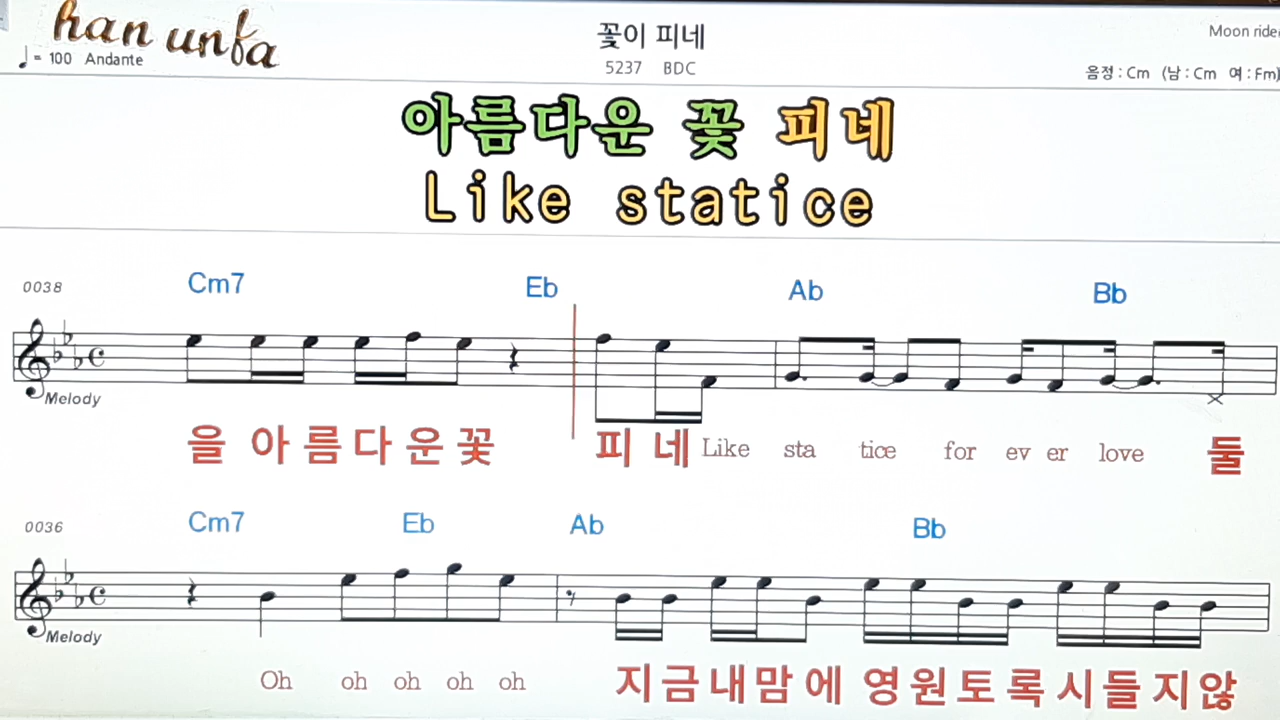 han unfa
♩= 100 Andante
꽃이 피네
5237 BDC
Moon rider
음정 : Cm (남 : Cm 여 : Fm)
아름다운 꽃 피네
Like statice
0038
Cm7 Eb Ab Bb
Melody
을 아 름 다 운 꽃 피 네 Like sta tice for ev er love 둘
0036
Cm7 Eb Ab Bb
Melody
Oh oh oh oh oh 지 금 내 맘 에 영 원 토 록 시 들 지 않